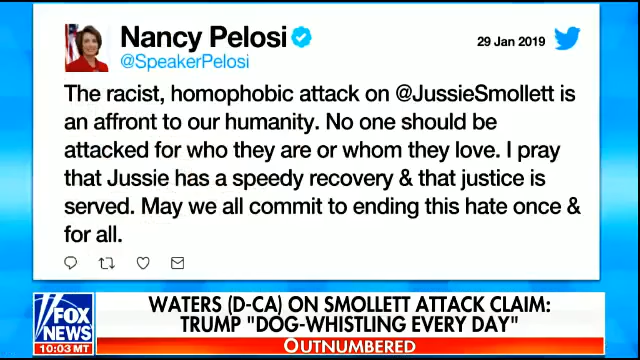 Nancy Pelosi
@SpeakerPelosi
29 Jan 2019
The racist, homophobic attack on @JussieSmollett is
an affront to our humanity. No one should be
attacked for who they are or whom they love. I pray
that Jussie has a speedy recovery & that justice is
served. May we all commit to ending this hate once &
for all.
FOX
NEWS
10:03 MT
WATERS (D-CA) ON SMOLLETT ATTACK CLAIM:
TRUMP "DOG-WHISTLING EVERY DAY"
OUTNUMBERED